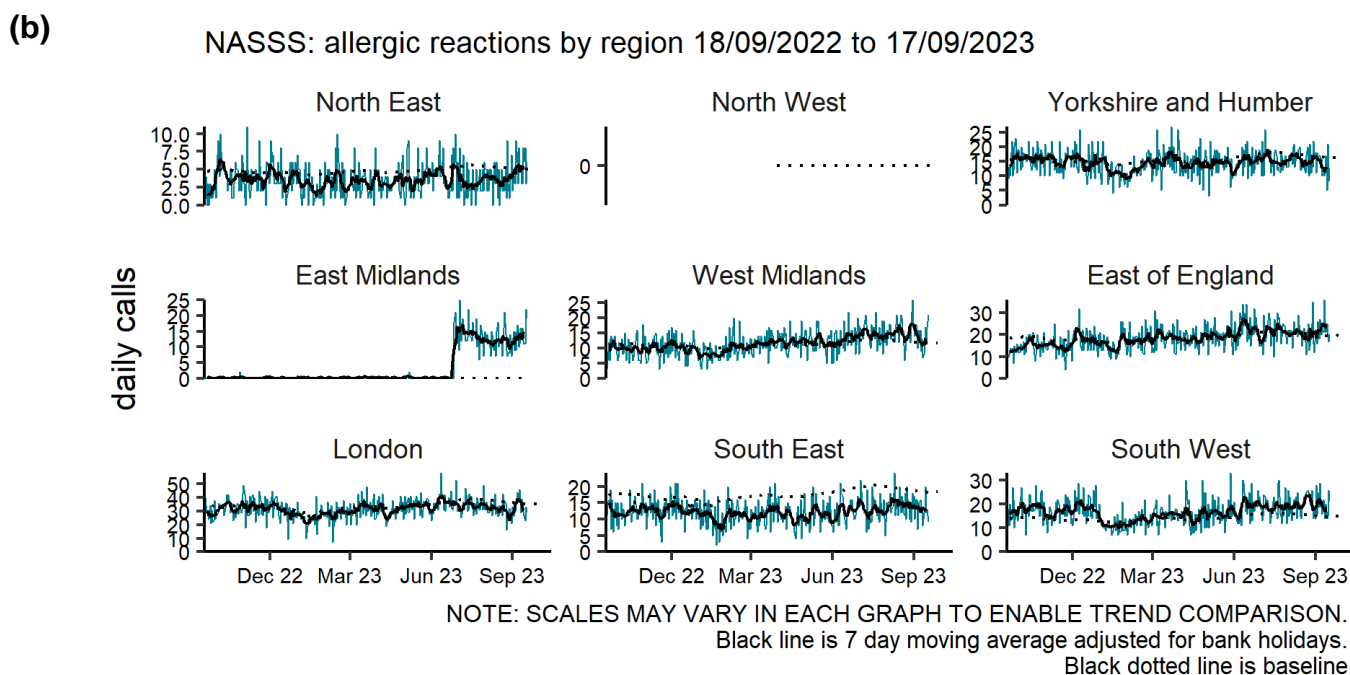 (b)
NASSS: allergic reactions by region 18/09/2022 to 17/09/2023
North East
North West
Yorkshire and Humber
10.0
7.5
5.0
2.5
0.0
0
25
20
15
10
5
0
East Midlands
West Midlands
East of England
daily calls
25
20
15
10
5
0
25
20
15
10
5
0
30
20
10
0
London
South East
South West
50
40
30
20
10
0
20
15
10
5
0
30
20
10
0
Dec 22 Mar 23 Jun 23 Sep 23
Dec 22 Mar 23 Jun 23 Sep 23
Dec 22 Mar 23 Jun 23 Sep 23
NOTE: SCALES MAY VARY IN EACH GRAPH TO ENABLE TREND COMPARISON.
Black line is 7 day moving average adjusted for bank holidays.
Black dotted line is baseline